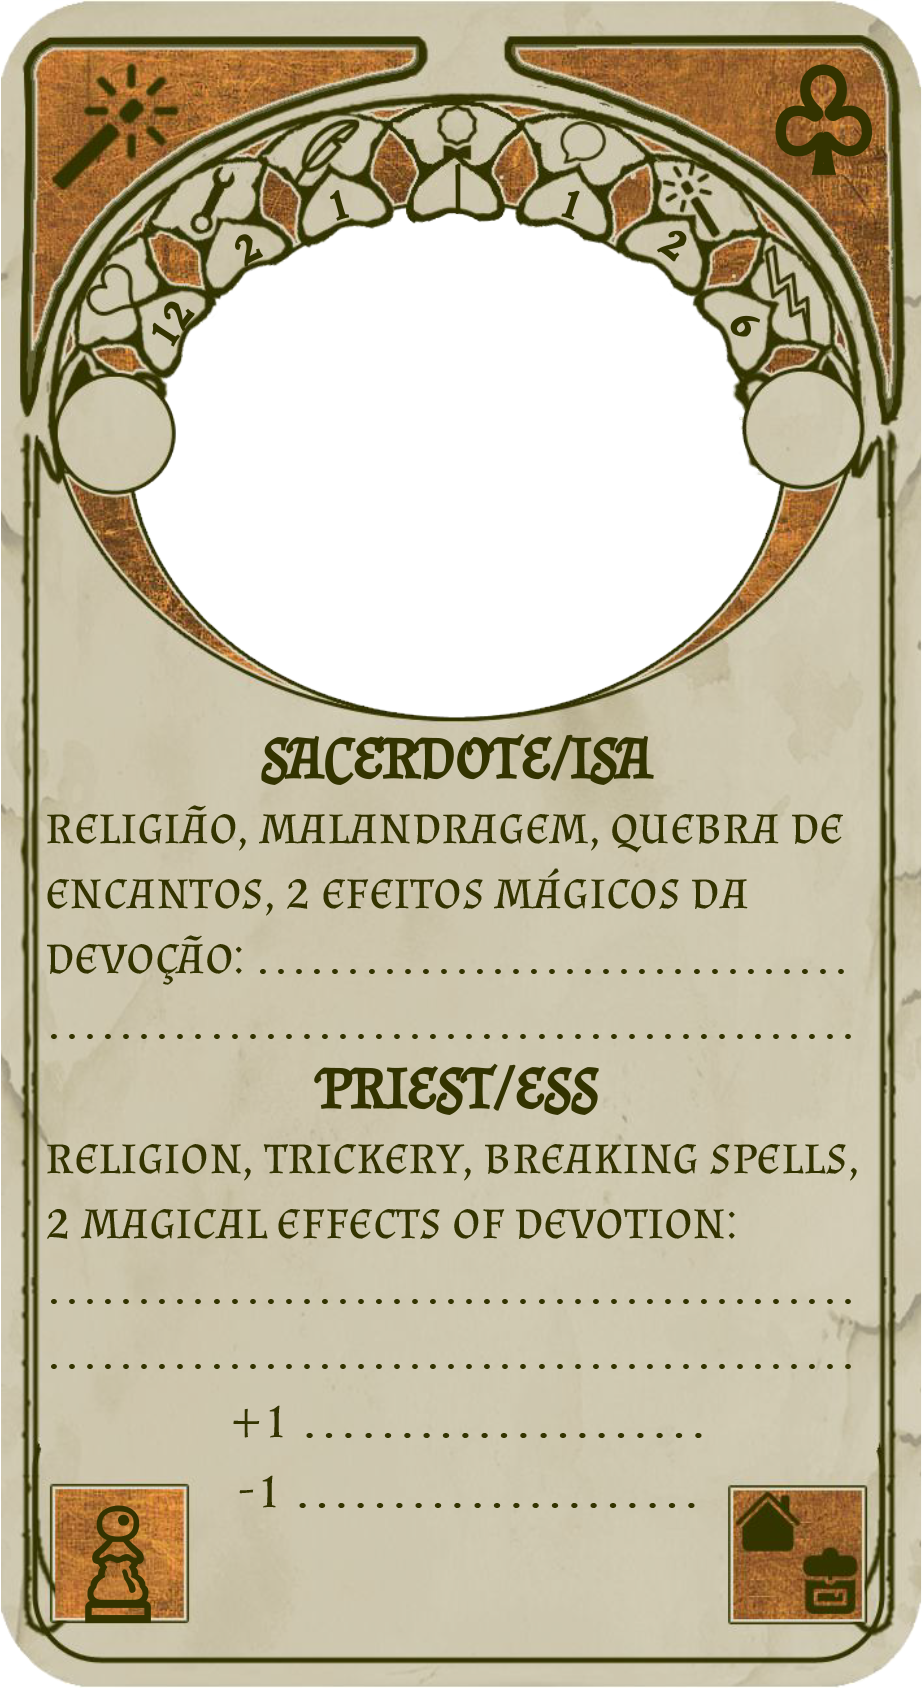 12 2 1 1 2 6
SACERDOTE/ISA
RELIGIÃO, MALANDRAGEM, QUEBRA DE
ENCANTOS, 2 EFEITOS MÁGICOS DA
DEVOÇÃO: ...............................
..........................................
PRIEST/ESS
RELIGION, TRICKERY, BREAKING SPELLS,
2 MAGICAL EFFECTS OF DEVOTION:
..........................................
..........................................
+1 .....................
-1 .....................